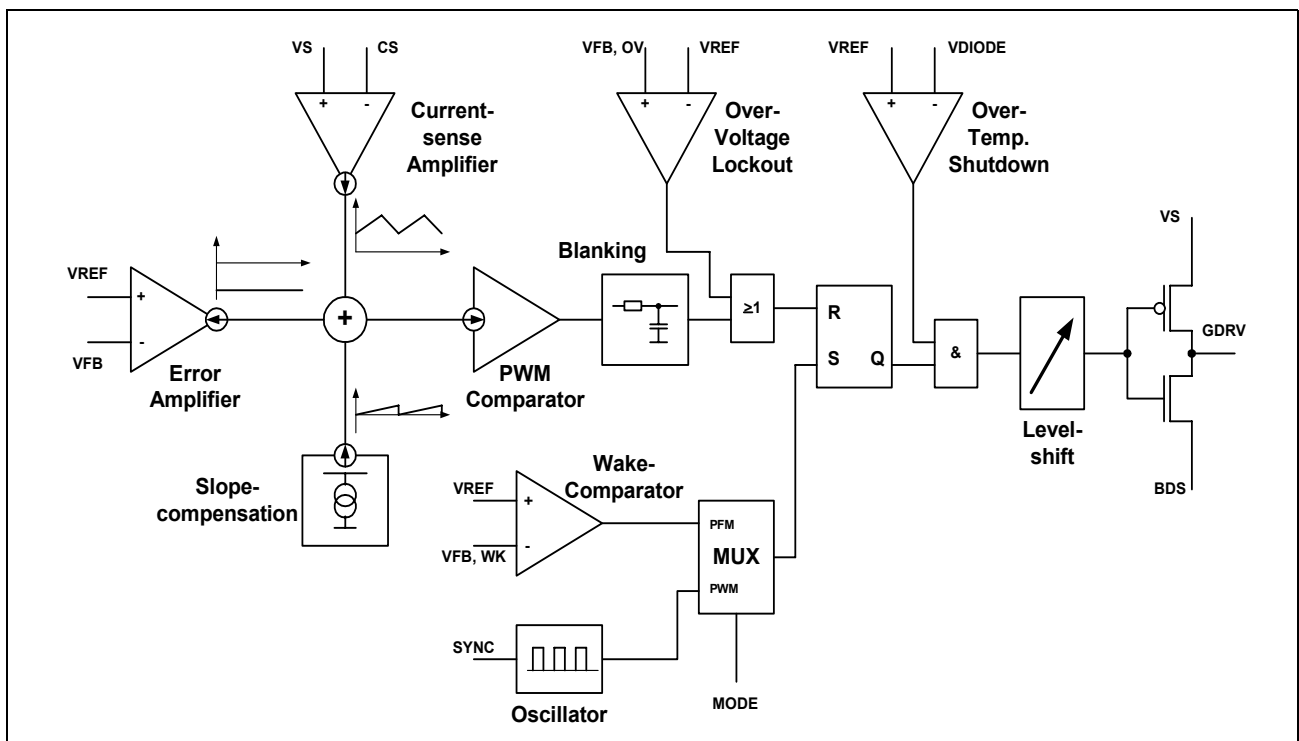 VS
CS
+ -
Current-
sense
Amplifier
VFB, OV
VREF
+ -
Over-
Voltage
Lockout
VREF
VDIODE
+ -
Over-
Temp.
Shutdown
VREF
+
VFB
-
Error
Amplifier
+
PWM
Comparator
Blanking
≥1
R
S Q
&
Level-
shift
VS
GDRV
BDS
Slope-
compensation
Wake-
Comparator
VREF
+
VFB, WK
-
PFM
MUX
PWM
MODE
SYNC
Oscillator